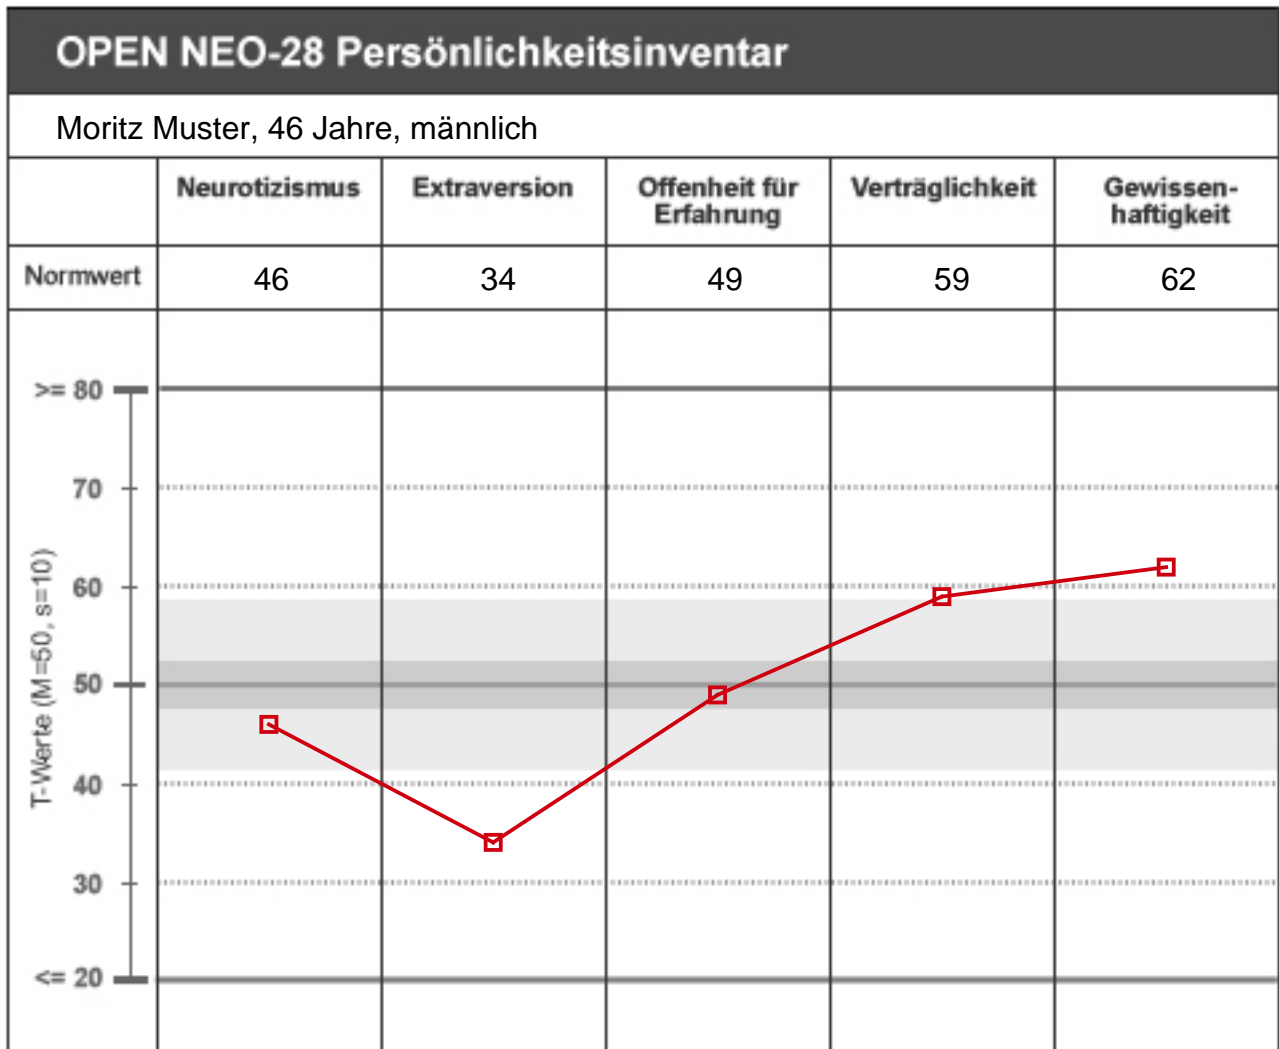 OPEN NEO-28 Persönlichkeitsinventar
Moritz Muster, 46 Jahre, männlich
Neurotizismus
Extraversion
Offenheit für
Erfahrung
Verträglichkeit
Gewissen-
haftigkeit
Normwert
46
34
49
59
62
T-Werte (M=50, s=10)
>= 80
70
60
50
40
30
<= 20